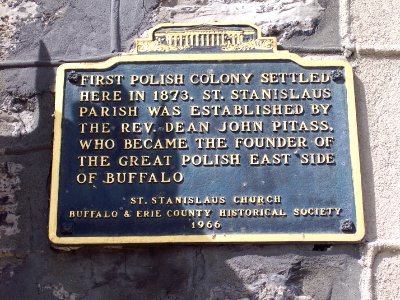 FIRST POLISH COLONY SETTLED
HERE IN 1873. ST. STANISLAUS
PARISH WAS ESTABLISHED BY
THE REV. DEAN JOHN PITASS,
WHO BECAME THE FOUNDER OF
THE GREAT POLISH EAST SIDE
OF BUFFALO
ST. STANISLAUS CHURCH
BUFFALO & ERIE COUNTY HISTORICAL SOCIETY
1966